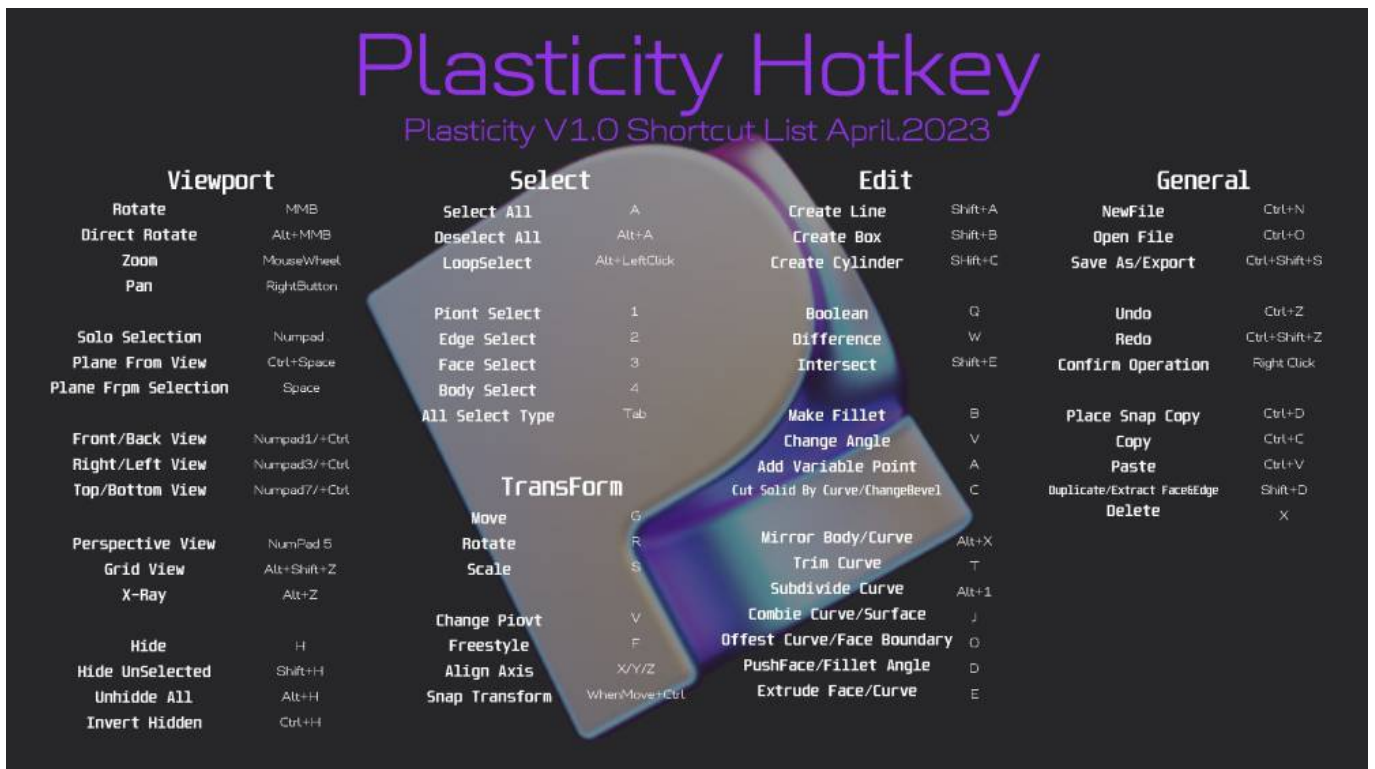 Plasticity Hotkey
Plasticity V1.0 Shortcut List April.2023
Viewport
Rotate MMB
Direct Rotate Alt+MMB
Zoom MouseWheel
Pan RightButton
Solo Selection Numpad .
Plane From View Ctrl+Space
Plane Frpm Selection Space
Front/Back View Numpad1/+Ctrl
Right/Left View Numpad3/+Ctrl
Top/Bottom View Numpad7/+Ctrl
Perspective View NumPad 5
Grid View Alt+Shift+Z
X-Ray Alt+Z
Hide H
Hide UnSelected Shift+H
Unhidde All Alt+H
Invert Hidden Ctrl+H
Select
Select All A
Deselect All Alt+A
LoopSelect Alt+LeftClick
Piont Select 1
Edge Select 2
Face Select 3
Body Select 4
All Select Type Tab
TransForm
Move G
Rotate R
Scale S
Change Piovt V
Freestyle F
Align Axis X/Y/Z
Snap Transform WhenMove+Ctrl
Edit
Create Line Shift+A
Create Box Shift+B
Create Cylinder SHift+C
Boolean Q
Difference W
Intersect Shift+E
Make Fillet B
Change Angle V
Add Variable Point A
Cut Solid By Curve/ChangeBevel C
Mirror Body/Curve Alt+X
Trim Curve T
Subdivide Curve Alt+1
Combie Curve/Surface J
Offest Curve/Face Boundary O
PushFace/Fillet Angle D
Extrude Face/Curve E
General
NewFile Ctrl+N
Open File Ctrl+O
Save As/Export Ctrl+Shift+S
Undo Ctrl+Z
Redo Ctrl+Shift+Z
Confirm Operation Right Click
Place Snap Copy Ctrl+D
Copy Ctrl+C
Paste Ctrl+V
Duplicate/Extract Face&Edge Shift+D
Delete X